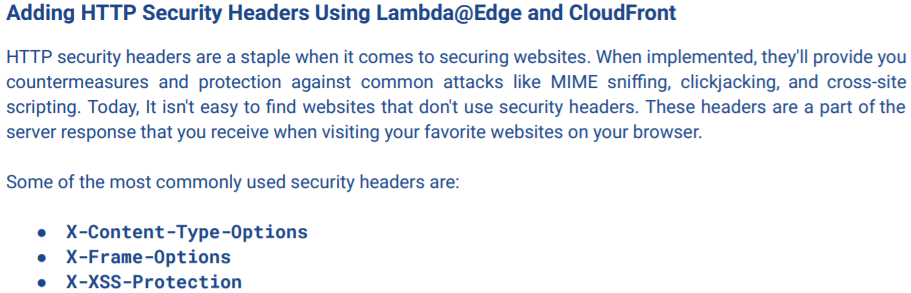 Adding HTTP Security Headers Using Lambda@Edge and CloudFront
HTTP security headers are a staple when it comes to securing websites. When implemented, they'll provide you
countermeasures and protection against common attacks like MIME sniffing, clickjacking, and cross-site
scripting. Today, It isn't easy to find websites that don't use security headers. These headers are a part of the
server response that you receive when visiting your favorite websites on your browser.
Some of the most commonly used security headers are:
● X-Content-Type-Options
● X-Frame-Options
● X-XSS-Protection